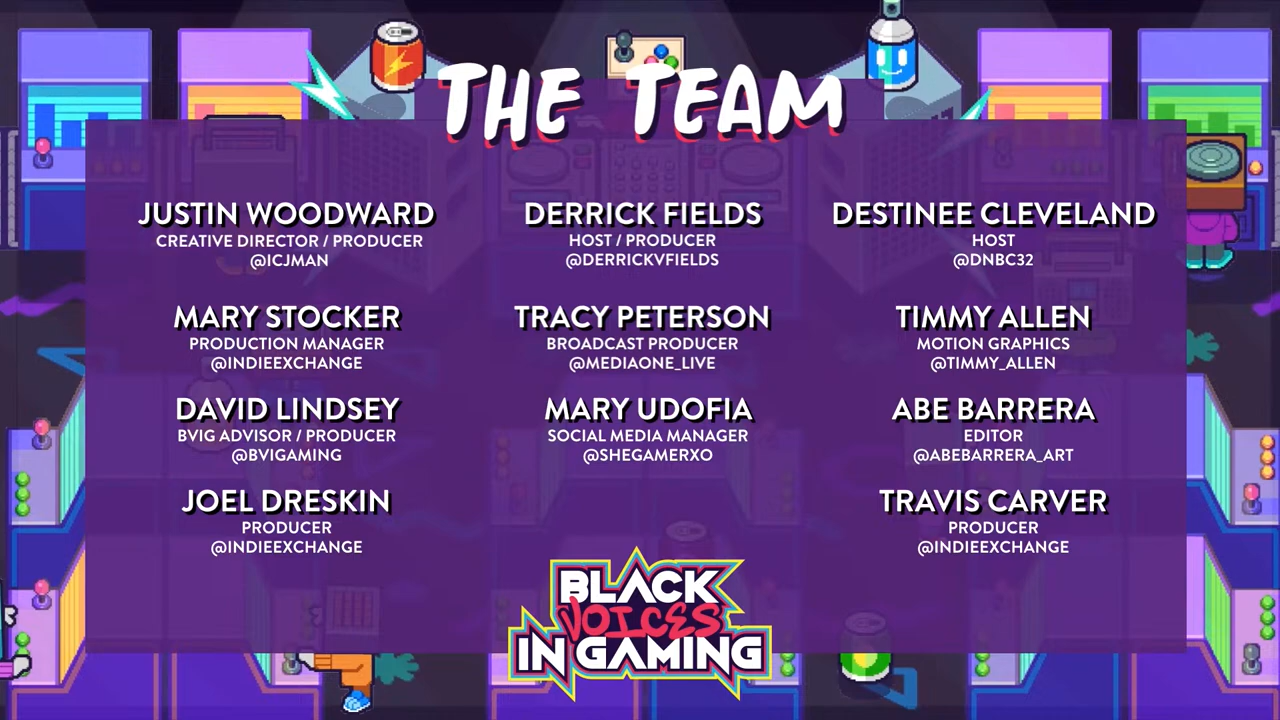 THE TEAM
JUSTIN WOODWARD
CREATIVE DIRECTOR / PRODUCER
@ICJMAN
DERRICK FIELDS
HOST / PRODUCER
@DERRICKVFIELDS
DESTINEE CLEVELAND
HOST
@DNBC32
MARY STOCKER
PRODUCTION MANAGER
@INDIEEXCHANGE
TRACY PETERSON
BROADCAST PRODUCER
@MEDIAONE_LIVE
TIMMY ALLEN
MOTION GRAPHICS
@TIMMY_ALLEN
DAVID LINDSEY
BVIG ADVISOR / PRODUCER
@BVIGAMING
MARY UDOFIA
SOCIAL MEDIA MANAGER
@SHEGAMERXO
ABE BARRERA
EDITOR
@ABEBARRERA_ART
JOEL DRESKIN
PRODUCER
@INDIEEXCHANGE
TRAVIS CARVER
PRODUCER
@INDIEEXCHANGE
BLACK
VOICES
IN GAMING